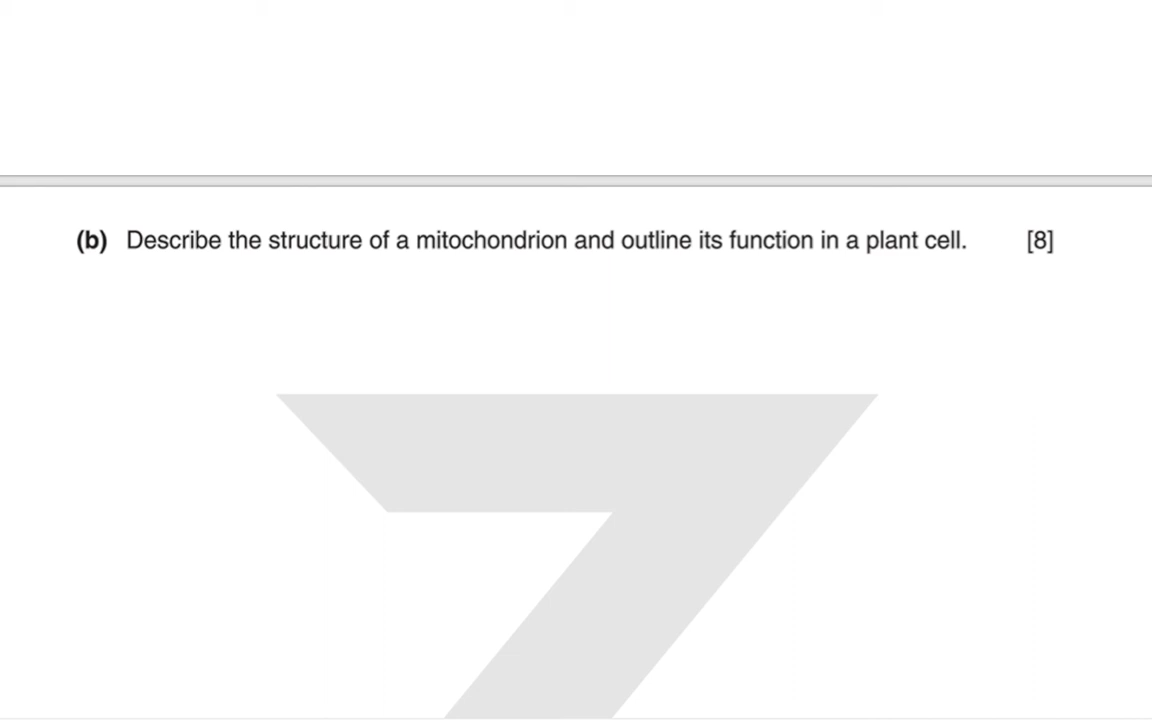 (b) Describe the structure of a mitochondrion and outline its function in a plant cell. [8]